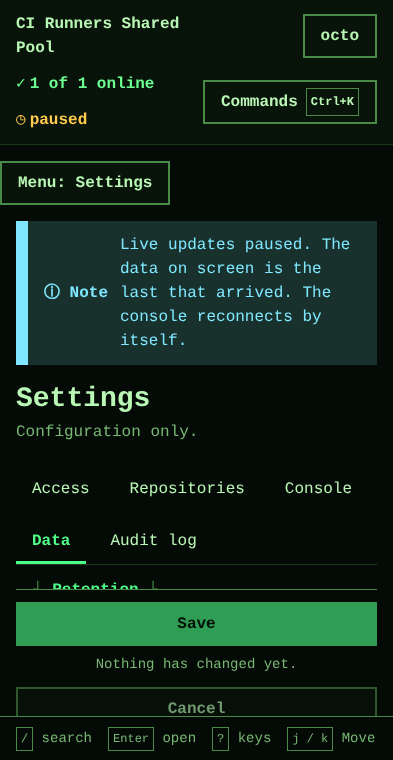 CI Runners Shared
Pool
octo
✓ 1 of 1 online
◷ paused
Commands Ctrl+K
Menu: Settings
ⓘ Note
Live updates paused. The
data on screen is the
last that arrived. The
console reconnects by
itself.
Settings
Configuration only.
Access Repositories Console
Data Audit log
┤ Retention ├
Save
Nothing has changed yet.
Cancel
/ search Enter open ? keys j / k Move